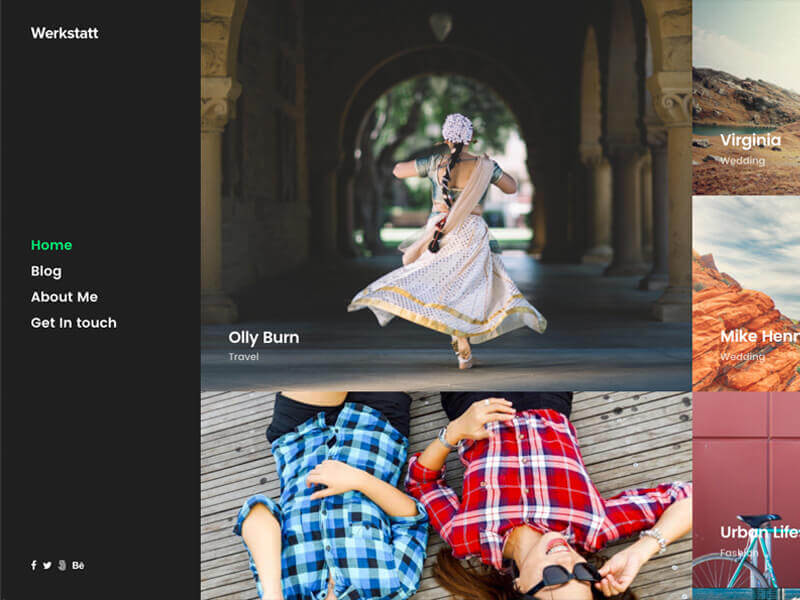 Werkstatt
Home
Blog
About Me
Get In touch
Bē
Olly Burn
Travel
Virginia
Wedding
Mike Henr
Wedding
Urban Lifes
Fashion